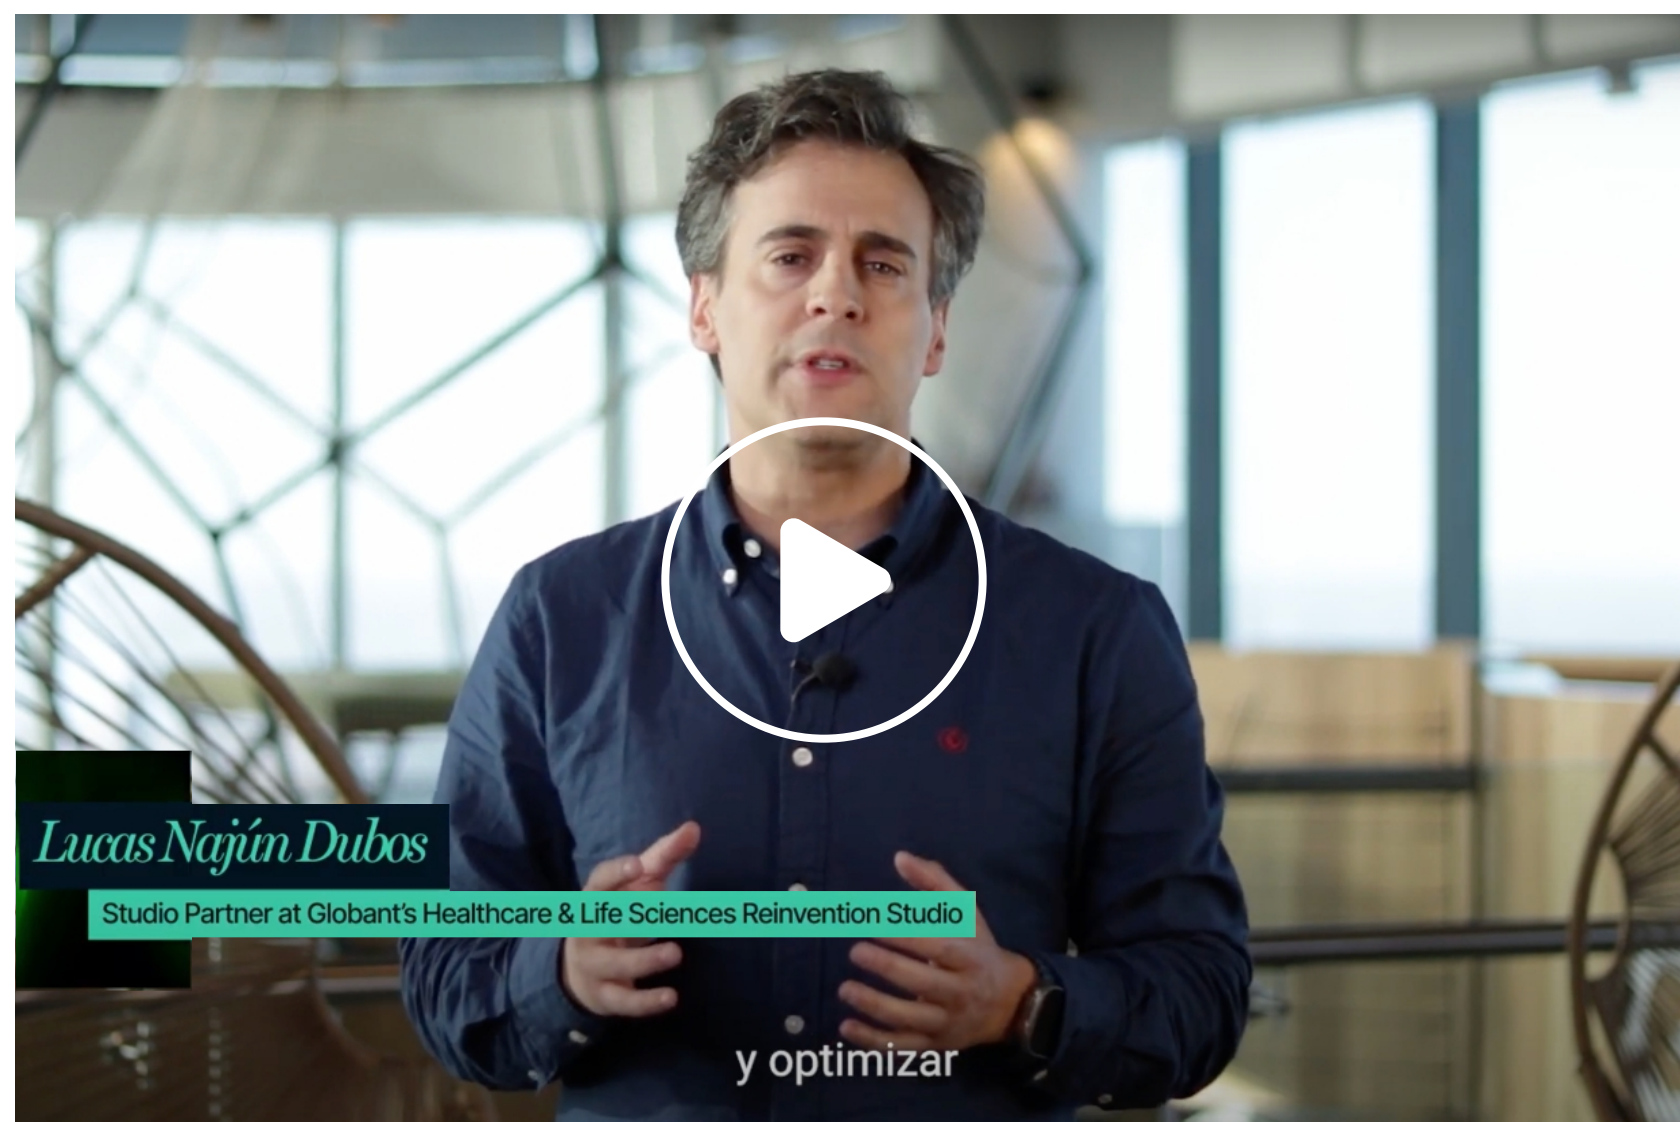 Lucas Najún Dubos
Studio Partner at Globant’s Healthcare & Life Sciences Reinvention Studio
y optimizar